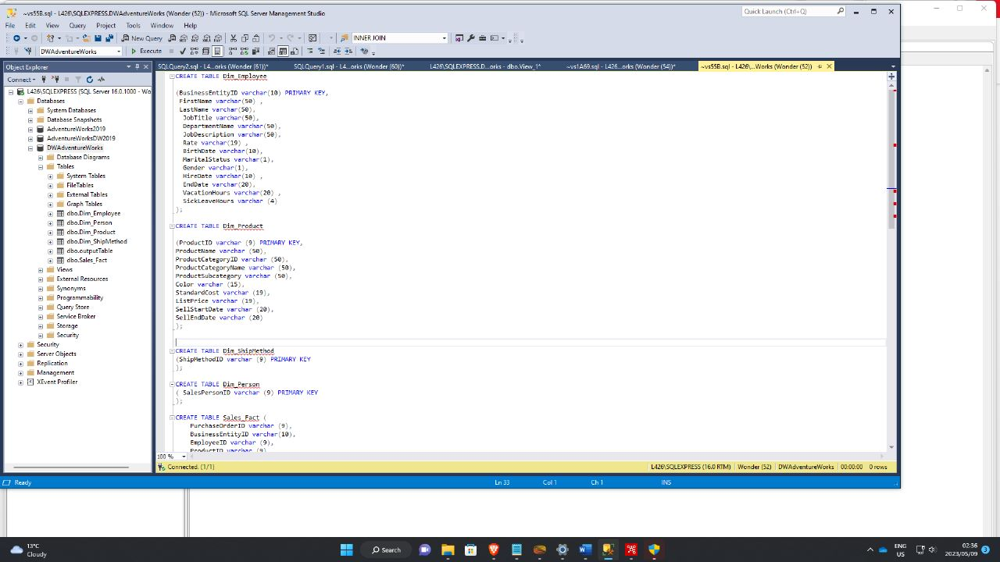 ~vs55B.sql - L426\SQLEXPRESS.DWAdventureWorks (Wonder (52)) - Microsoft SQL Server Management Studio
Quick Launch (Ctrl+Q)
File Edit View Query Project Tools Window Help
New Query
INNER JOIN
DWAdventureWorks
Execute
Object Explorer
SQLQuery2.sql - L4...orks (Wonder (61))*
SQLQuery1.sql - L4...orks (Wonder (60))*
L426\SQLEXPRESS.D...orks - dbo.View_1*
~vs1A69.sql - L426...orks (Wonder (54))*
~vs55B.sql - L426\...Works (Wonder (52))
Connect
L426\SQLEXPRESS (SQL Server 16.0.1000 - Wo
Databases
System Databases
Database Snapshots
AdventureWorks2019
AdventureWorksDW2019
DWAdventureWorks
Database Diagrams
Tables
System Tables
FileTables
External Tables
Graph Tables
dbo.Dim_Employee
dbo.Dim_Person
dbo.Dim_Product
dbo.Dim_ShipMethod
dbo.outputTable
dbo.Sales_Fact
Views
External Resources
Synonyms
Programmability
Query Store
Service Broker
Storage
Security
Security
Server Objects
Replication
Management
XEvent Profiler
CREATE TABLE Dim_Employee
(BusinessEntityID varchar(10) PRIMARY KEY,
FirstName varchar(50) ,
LastName varchar(50),
JobTitle varchar(50),
DepartmentName varchar(50),
JobDescription varchar(50),
Rate varchar(19) ,
BirthDate varchar(10),
MaritalStatus varchar(1),
Gender varchar(1),
HireDate varchar(10) ,
EndDate varchar(20),
VacationHours varchar(20) ,
SickLeaveHours varchar (4)
);
CREATE TABLE Dim_Product
(ProductID varchar (9) PRIMARY KEY,
ProductName varchar (50),
ProductCategoryID varchar (50),
ProductCategoryName varchar (50),
ProductSubcategory varchar (50),
Color varchar (15),
StandardCost varchar (19),
ListPrice varchar (19),
SellStartDate varchar (20),
SellEndDate varchar (20)
);
CREATE TABLE Dim_ShipMethod
(ShipMethodID varchar (9) PRIMARY KEY
);
CREATE TABLE Dim_Person
( SalesPersonID varchar (9) PRIMARY KEY
);
CREATE TABLE Sales_Fact (
PurchaseOrderID varchar (9),
BusinessEntityID varchar(10),
EmployeeID varchar (9),
ProductID varchar (9)
100 %
Connected. (1/1)
L426\SQLEXPRESS (16.0 RTM) Wonder (52) DWAdventureWorks 00:00:00 0 rows
Ready
Ln 33 Col 1 Ch 1 INS
13°C
Cloudy
Search
ENG
US
02:36
2023/05/09
3